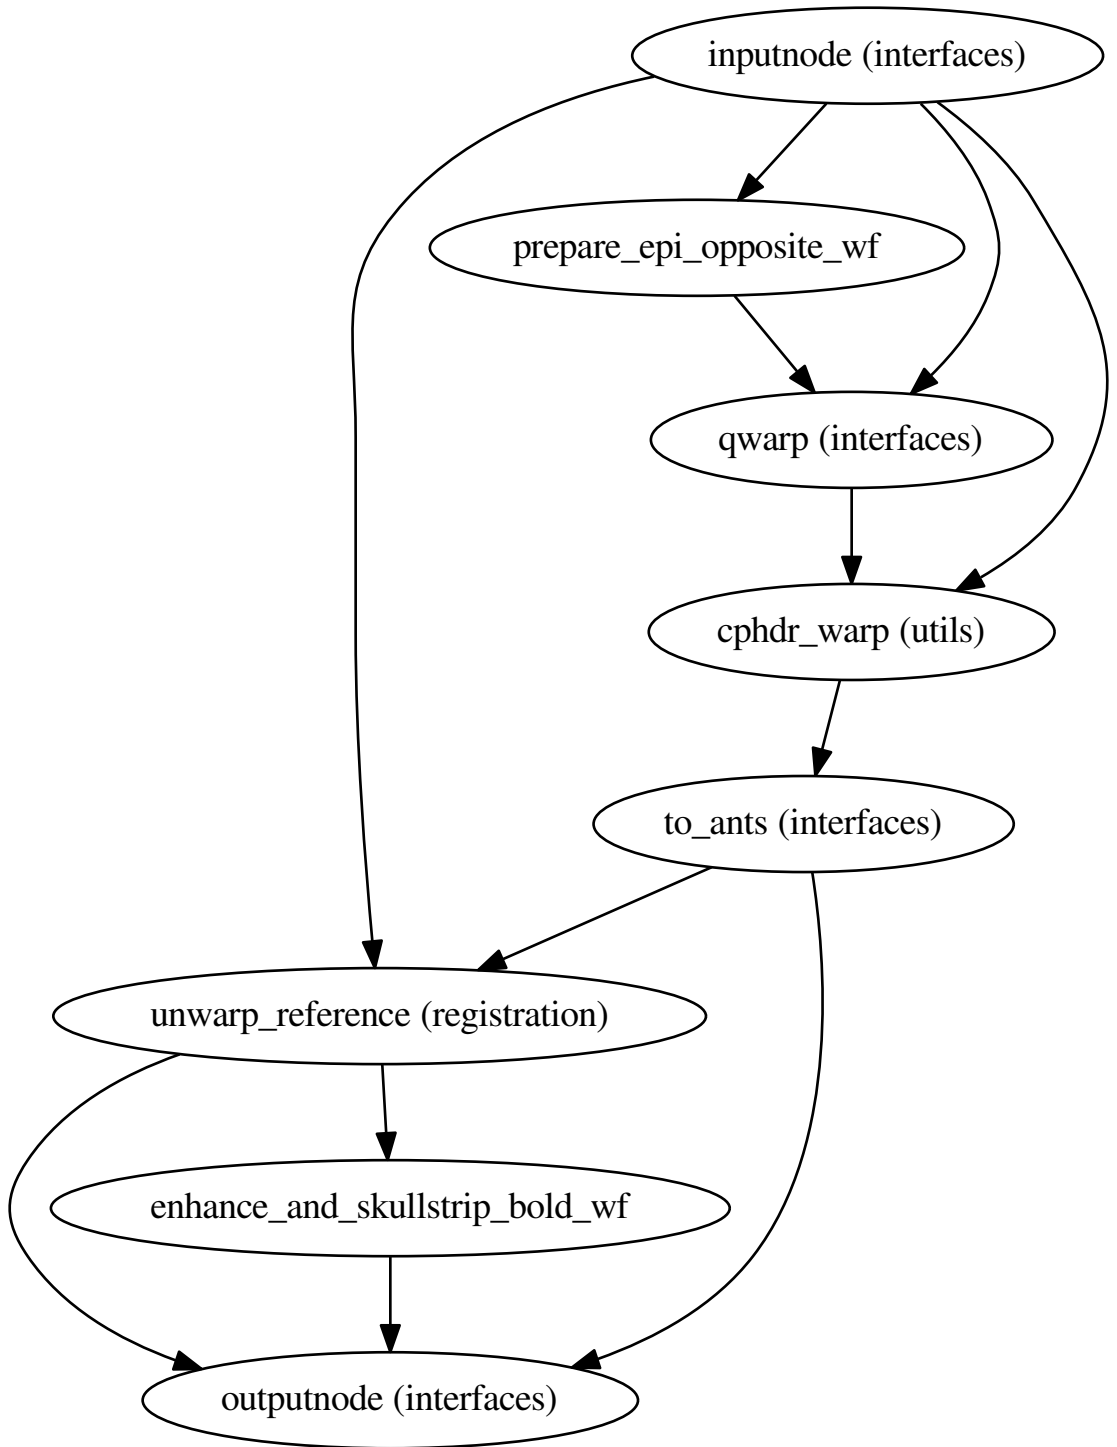 inputnode (interfaces)
prepare_epi_opposite_wf
qwarp (interfaces)
cphdr_warp (utils)
to_ants (interfaces)
unwarp_reference (registration)
enhance_and_skullstrip_bold_wf
outputnode (interfaces)